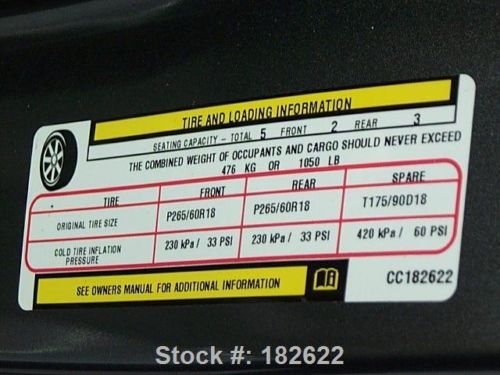 TIRE AND LOADING INFORMATION
SEATING CAPACITY - TOTAL 5 FRONT 2 REAR 3
THE COMBINED WEIGHT OF OCCUPANTS AND CARGO SHOULD NEVER EXCEED
476 KG OR 1050 LB
TIRE FRONT REAR SPARE
ORIGINAL TIRE SIZE P265/60R18 P265/60R18 T175/90D18
COLD TIRE INFLATION PRESSURE 230 kPa / 33 PSI 230 kPa / 33 PSI 420 kPa / 60 PSI
SEE OWNERS MANUAL FOR ADDITIONAL INFORMATION
CC182622
Stock #: 182622